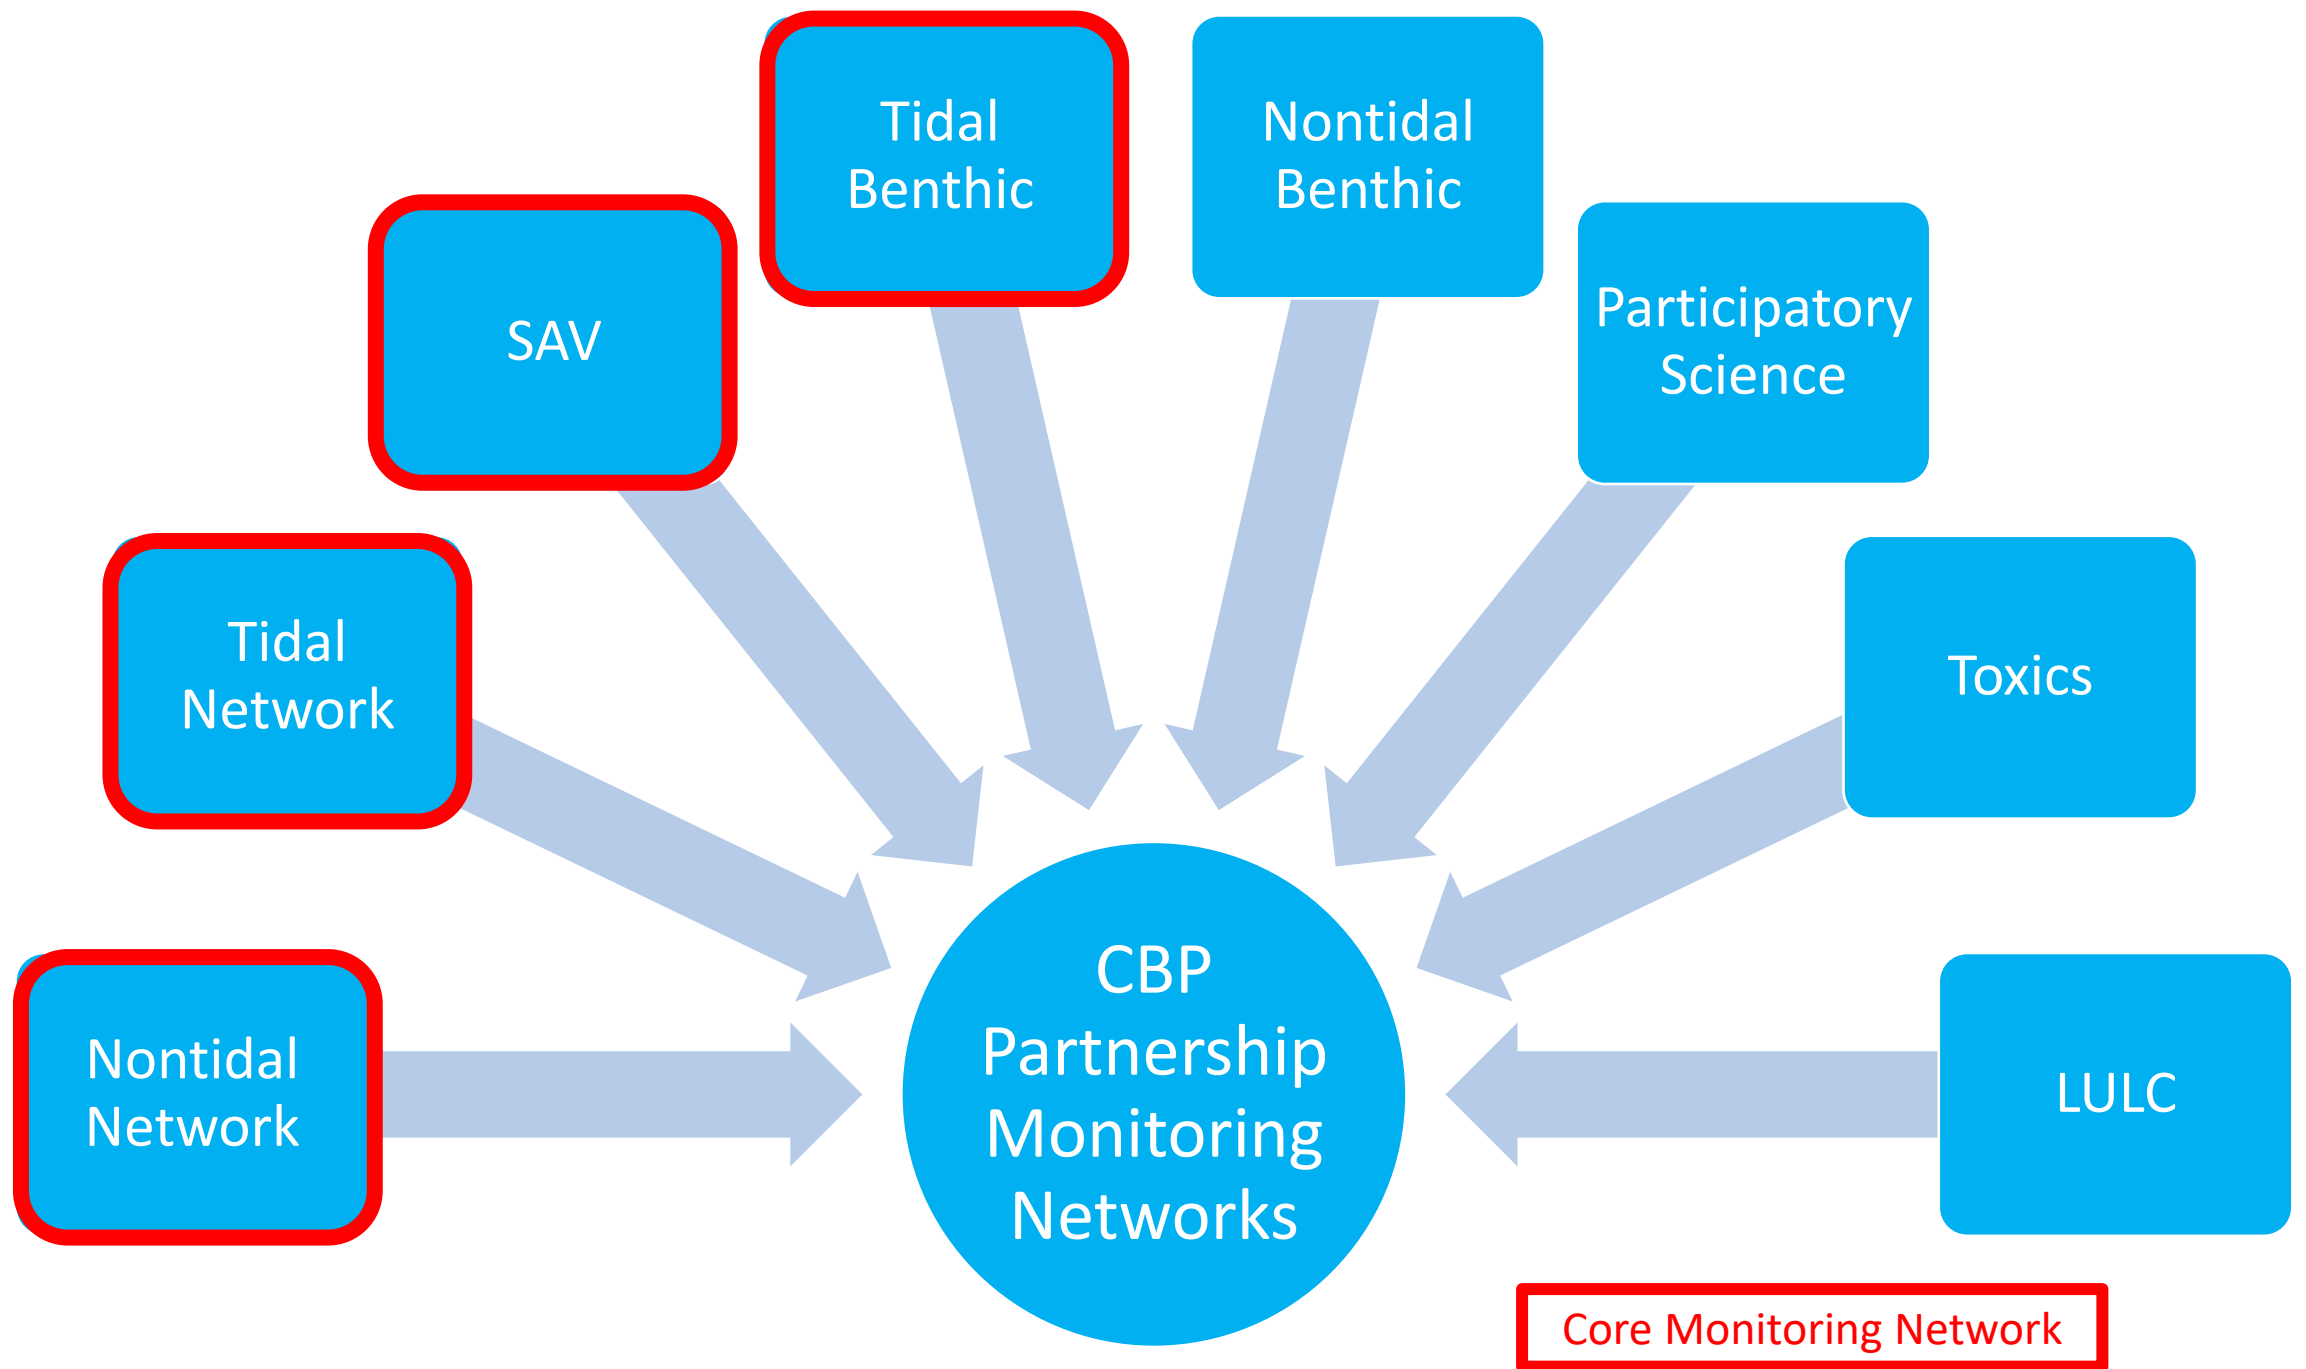 Tidal
Benthic
Nontidal
Benthic
SAV
Participatory
Science
Tidal
Network
Toxics
Nontidal
Network
CBP
Partnership
Monitoring
Networks
LULC
Core Monitoring Network